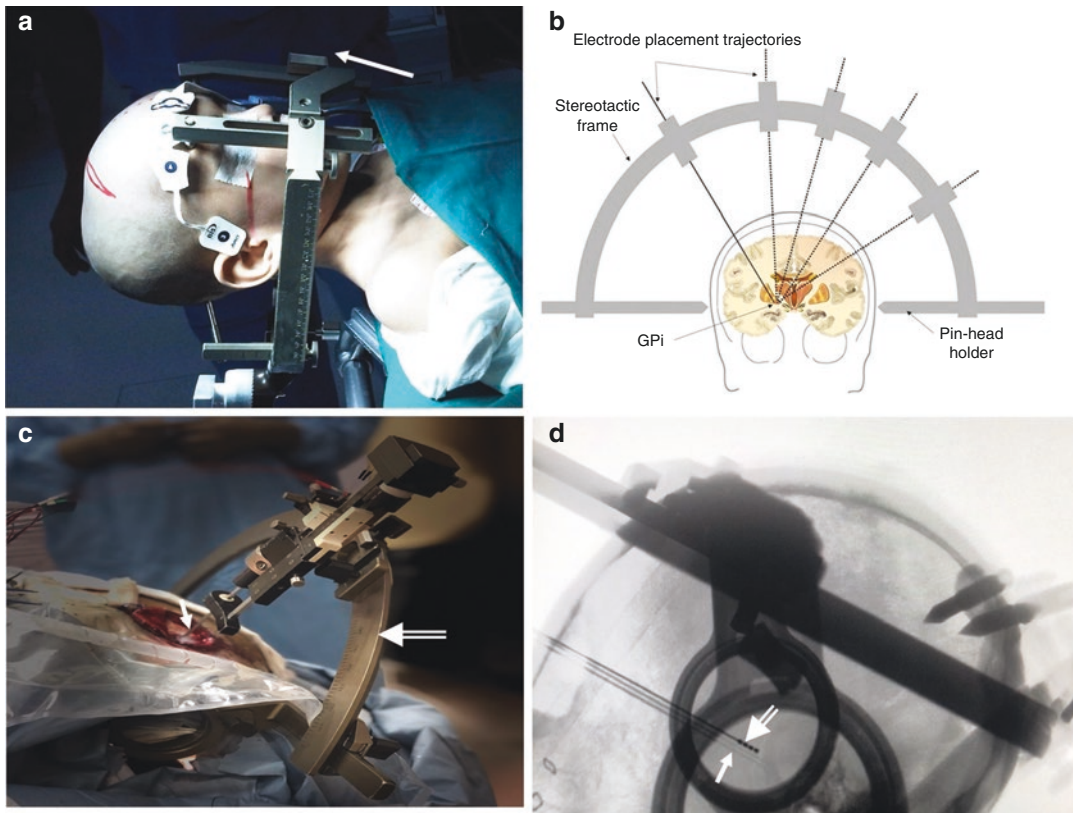 a
b
Electrode placement trajectories
Stereotactic
frame
GPi
Pin-head
holder
c
d